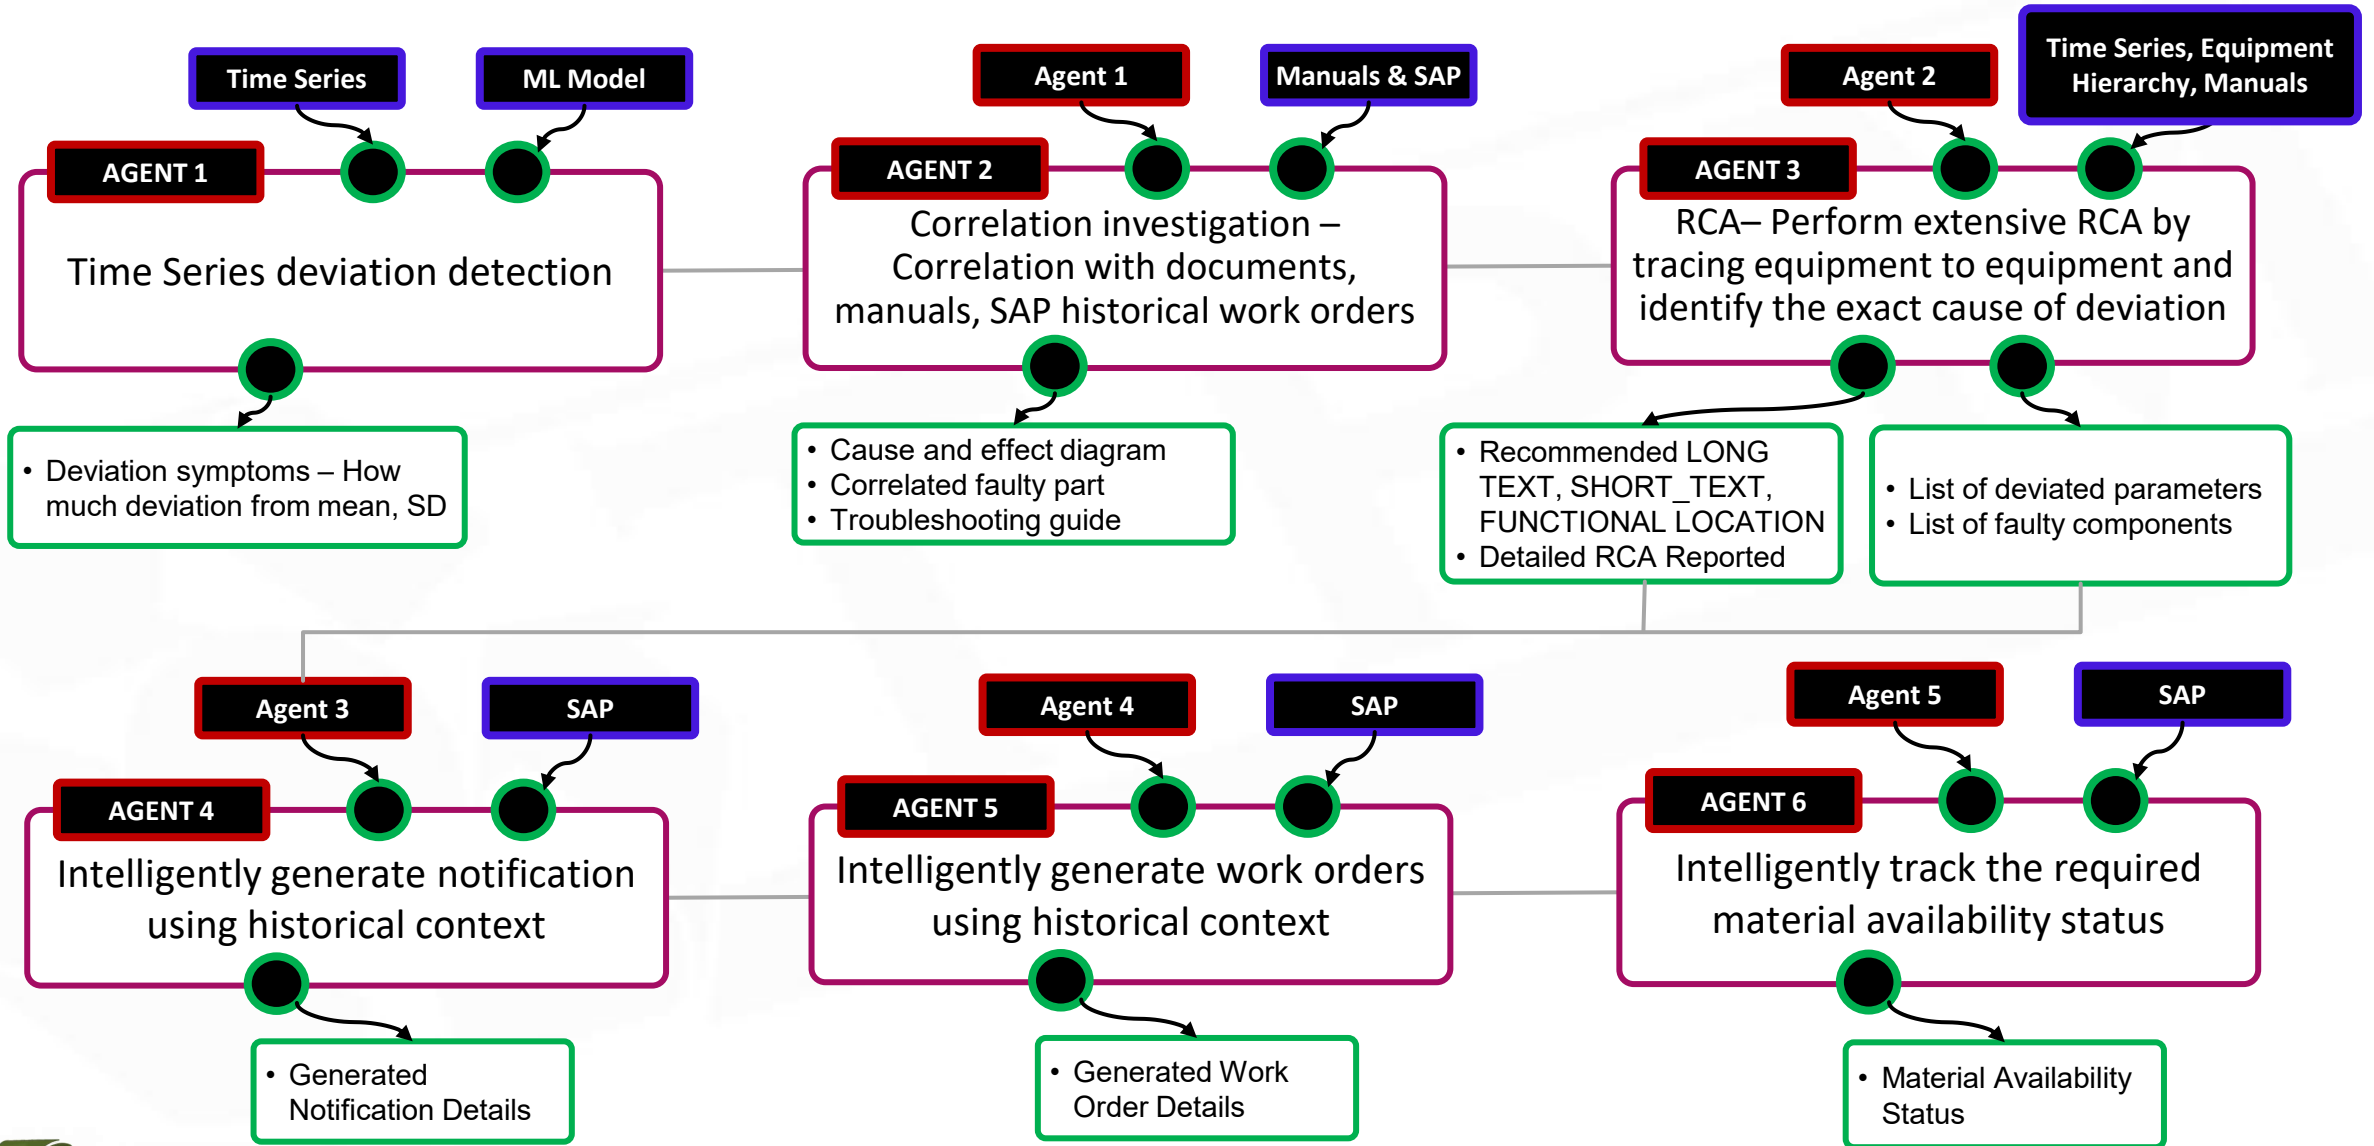 Time Series
ML Model
AGENT 1
Time Series deviation detection
• Deviation symptoms – How
much deviation from mean, SD
Agent 1
Manuals & SAP
AGENT 2
Correlation investigation –
Correlation with documents,
manuals, SAP historical work orders
• Cause and effect diagram
• Correlated faulty part
• Troubleshooting guide
Agent 2
Time Series, Equipment
Hierarchy, Manuals
AGENT 3
RCA– Perform extensive RCA by
tracing equipment to equipment and
identify the exact cause of deviation
• Recommended LONG
TEXT, SHORT_TEXT,
FUNCTIONAL LOCATION
• Detailed RCA Reported
• List of deviated parameters
• List of faulty components
Agent 3
SAP
AGENT 4
Intelligently generate notification
using historical context
• Generated
Notification Details
Agent 4
SAP
AGENT 5
Intelligently generate work orders
using historical context
• Generated Work
Order Details
Agent 5
SAP
AGENT 6
Intelligently track the required
material availability status
• Material Availability
Status